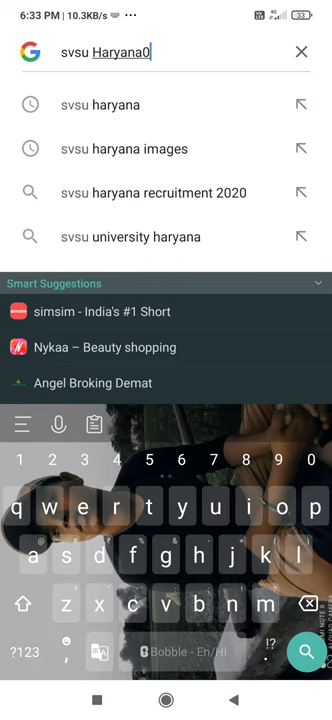 6:33 PM | 10.3KB/s ••• 33
svsu Haryana0
svsu haryana
svsu haryana images
svsu haryana recruitment 2020
svsu university haryana
Smart Suggestions
simsim - India's #1 Short
Nykaa – Beauty shopping
Angel Broking Demat
1 2 3 4 5 6 7 8 9 0
q w e r t y u i o p
a s d f g h j k l
z x c v b n m
?123 , Bobble - En/Hi !? .